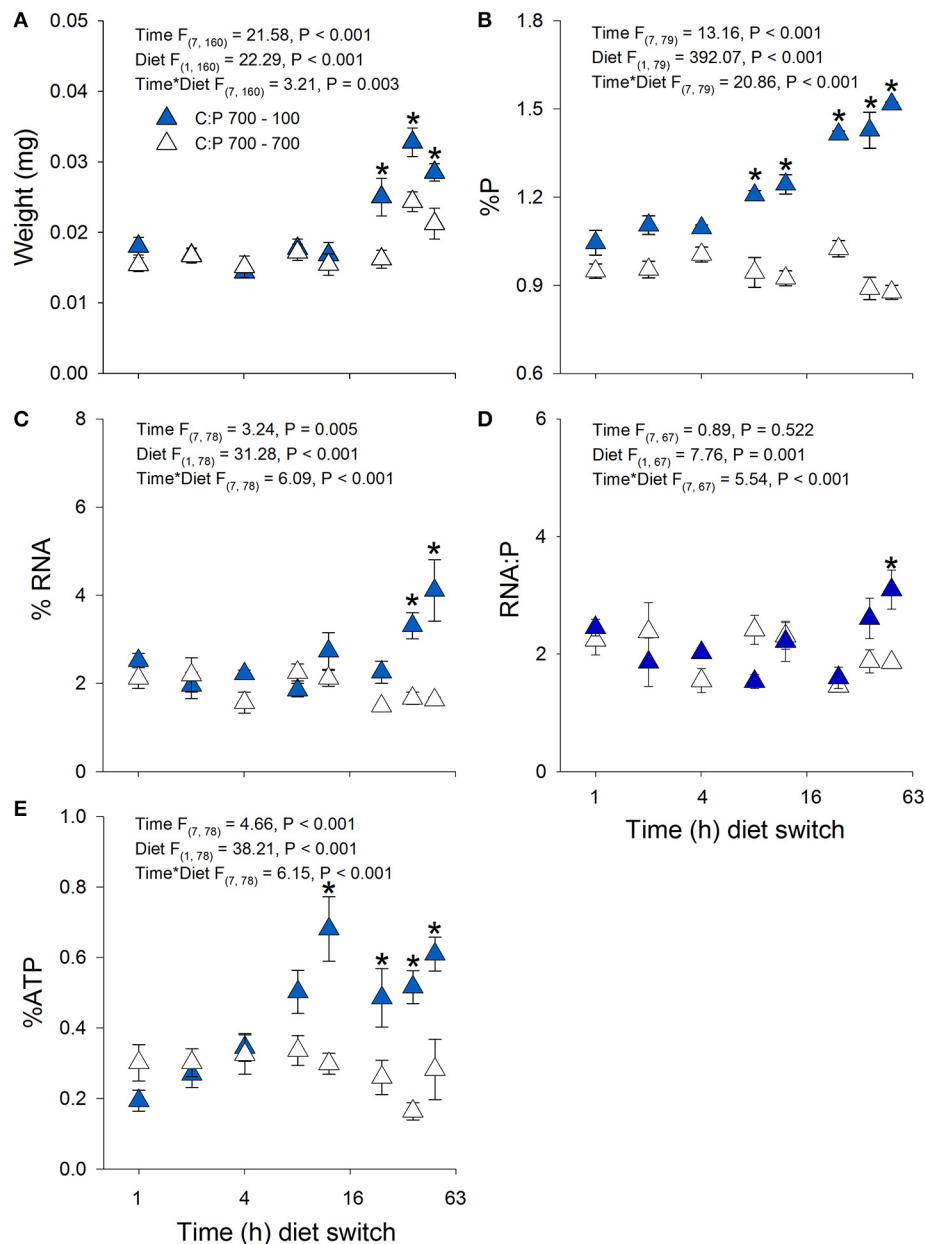 A
Time F(7, 160) = 21.58, P < 0.001
Diet F(1, 160) = 22.29, P < 0.001
Time*Diet F(7, 160) = 3.21, P = 0.003
C:P 700 - 100
C:P 700 - 700
0.05
0.04
0.03
0.02
0.01
0.00
Weight (mg)
*
*
*
B
Time F(7, 79) = 13.16, P < 0.001
Diet F(1, 79) = 392.07, P < 0.001
Time*Diet F(7, 79) = 20.86, P < 0.001
1.8
1.5
1.2
0.9
0.6
%P
*
*
*
*
*
C
Time F(7, 78) = 3.24, P = 0.005
Diet F(1, 78) = 31.28, P < 0.001
Time*Diet F(7, 78) = 6.09, P < 0.001
8
6
4
2
0
% RNA
*
*
D
Time F(7, 67) = 0.89, P = 0.522
Diet F(1, 67) = 7.76, P = 0.001
Time*Diet F(7, 67) = 5.54, P < 0.001
6
4
2
0
RNA:P
*
1
4
16
63
Time (h) diet switch
E
Time F(7, 78) = 4.66, P < 0.001
Diet F(1, 78) = 38.21, P < 0.001
Time*Diet F(7, 78) = 6.15, P < 0.001
1.0
0.8
0.6
0.4
0.2
0.0
%ATP
*
*
*
*
1
4
16
63
Time (h) diet switch